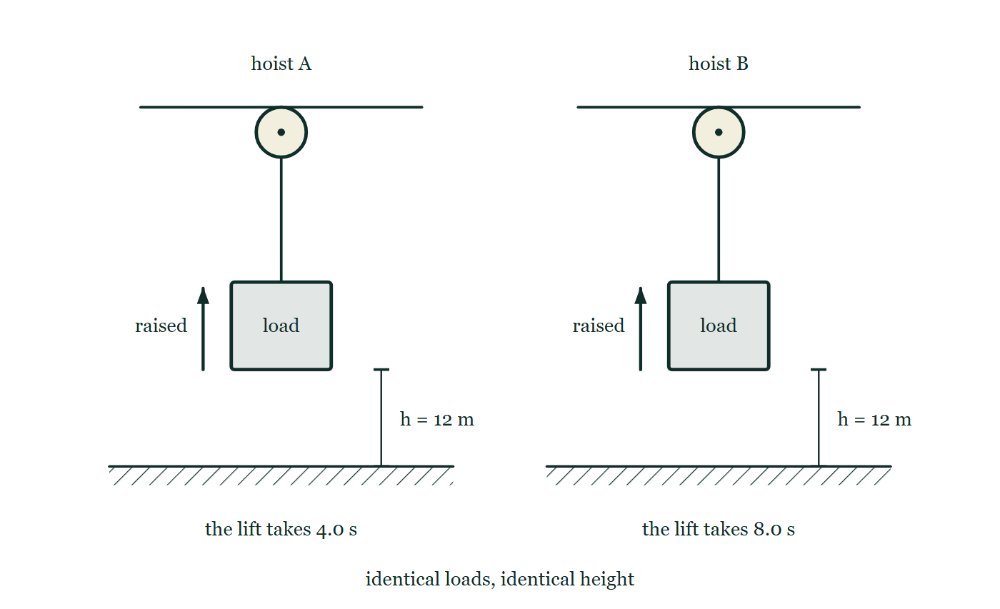 hoist A
hoist B
raised
load
raised
load
h = 12 m
h = 12 m
the lift takes 4.0 s
the lift takes 8.0 s
identical loads, identical height